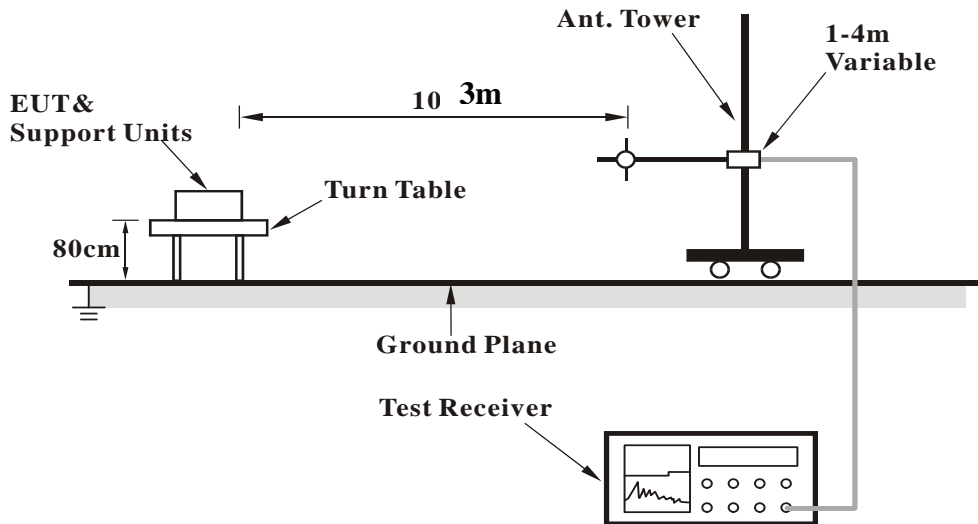 Ant. Tower
1-4m
Variable
10 3m
EUT&
Support Units
Turn Table
80cm
Ground Plane
Test Receiver